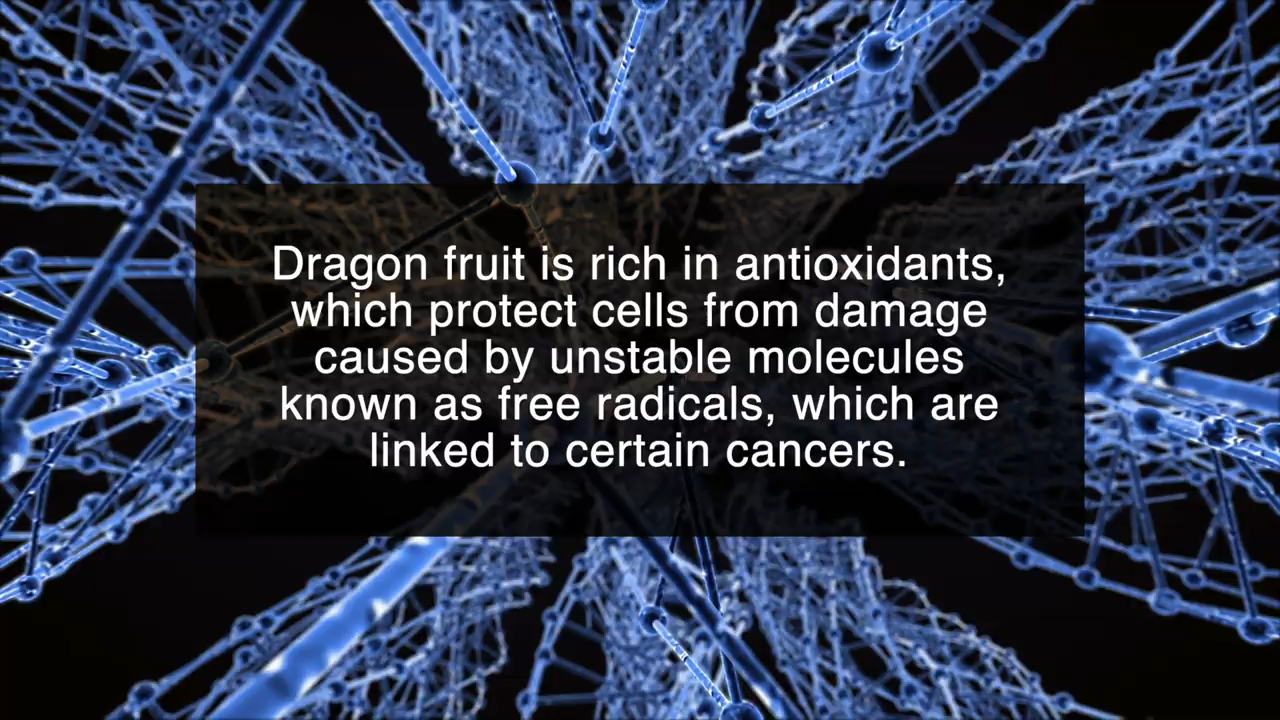 Dragon fruit is rich in antioxidants,
which protect cells from damage
caused by unstable molecules
known as free radicals, which are
linked to certain cancers.